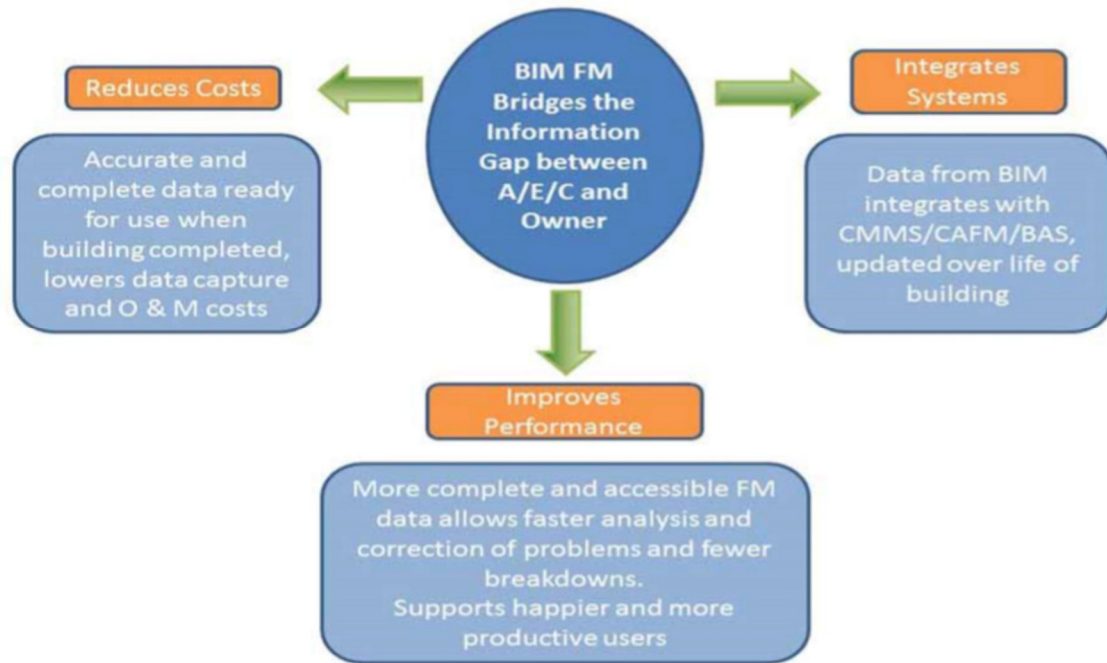 BIM FM
Bridges the
Information
Gap between
A/E/C and
Owner
Reduces Costs
Accurate and
complete data ready
for use when
building completed,
lowers data capture
and O & M costs
Integrates
Systems
Data from BIM
integrates with
CMMS/CAFM/BAS,
updated over life of
building
Improves
Performance
More complete and accessible FM
data allows faster analysis and
correction of problems and fewer
breakdowns.
Supports happier and more
productive users